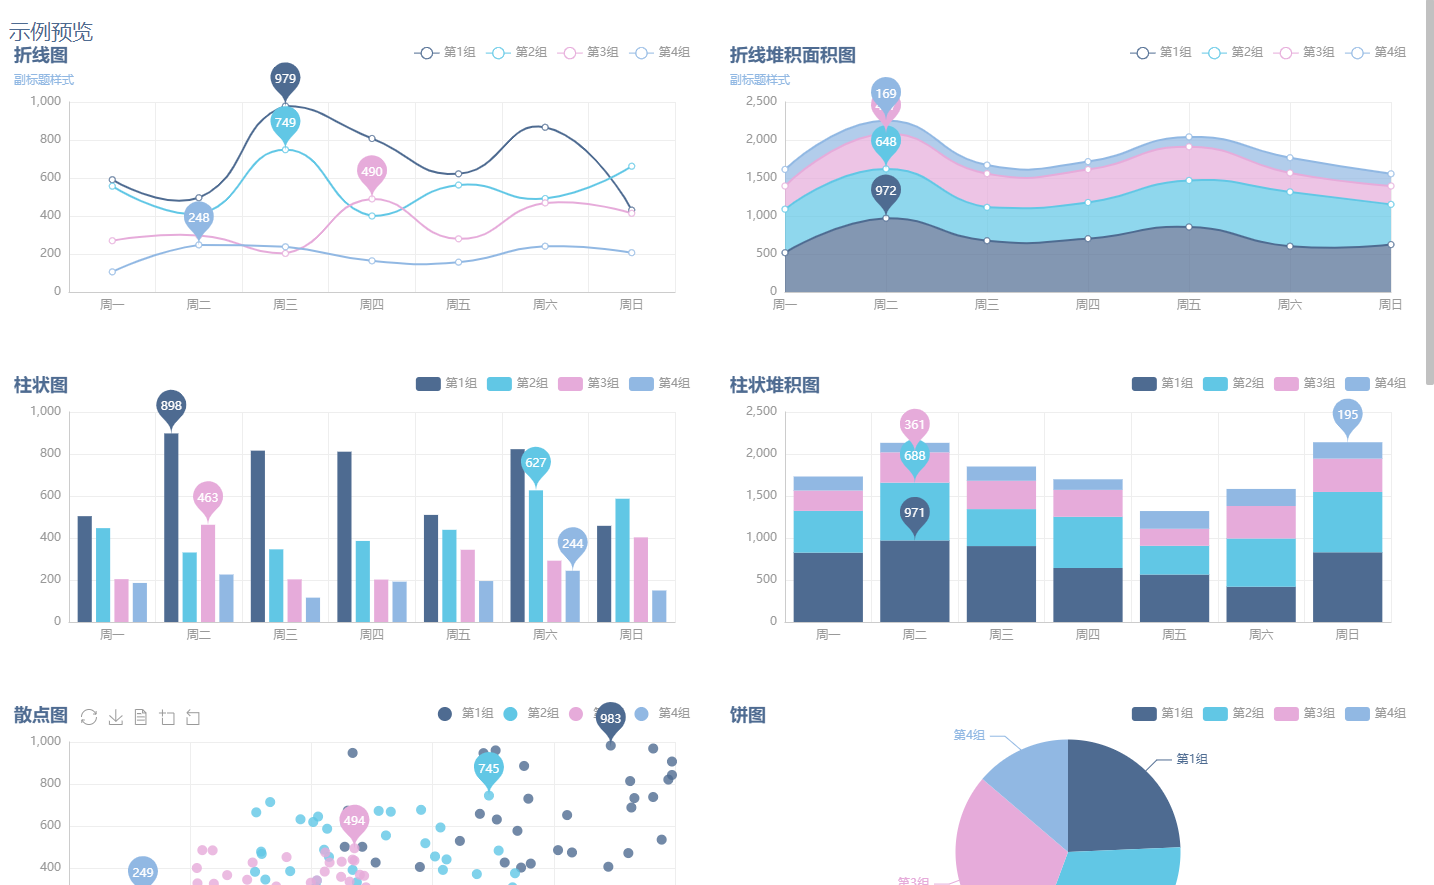 示例预览
折线图
副标题样式
第1组 第2组 第3组 第4组
979
749
490
248
1,000
800
600
400
200
0
周一 周二 周三 周四 周五 周六 周日
折线堆积面积图
副标题样式
第1组 第2组 第3组 第4组
169
648
972
2,500
2,000
1,500
1,000
500
0
周一 周二 周三 周四 周五 周六 周日
柱状图
第1组 第2组 第3组 第4组
898
463
627
244
1,000
800
600
400
200
0
周一 周二 周三 周四 周五 周六 周日
柱状堆积图
第1组 第2组 第3组 第4组
361
688
971
195
2,500
2,000
1,500
1,000
500
0
周一 周二 周三 周四 周五 周六 周日
散点图
第1组 第2组 第4组
983
745
494
249
1,000
800
600
400
饼图
第1组 第2组 第3组 第4组
第4组
第1组
第3组